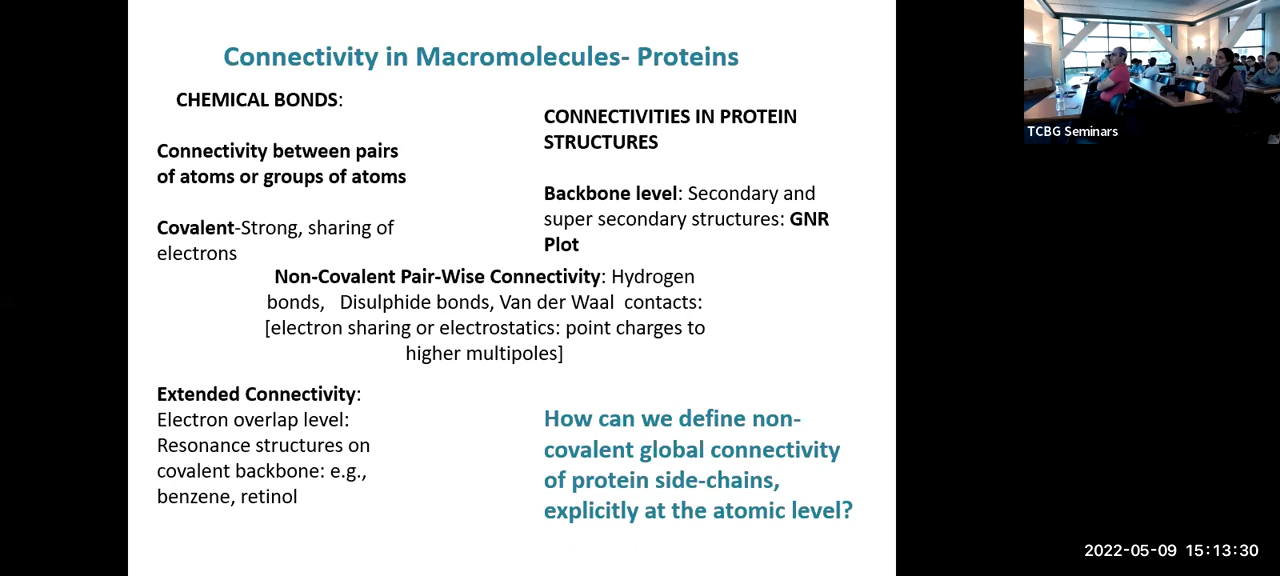 Connectivity in Macromolecules- Proteins
CHEMICAL BONDS:
Connectivity between pairs
of atoms or groups of atoms
Covalent-Strong, sharing of
electrons
CONNECTIVITIES IN PROTEIN
STRUCTURES
Backbone level: Secondary and
super secondary structures: GNR
Plot
Non-Covalent Pair-Wise Connectivity: Hydrogen
bonds, Disulphide bonds, Van der Waal contacts:
[electron sharing or electrostatics: point charges to
higher multipoles]
Extended Connectivity:
Electron overlap level:
Resonance structures on
covalent backbone: e.g.,
benzene, retinol
How can we define non-
covalent global connectivity
of protein side-chains,
explicitly at the atomic level?
TCBG Seminars
2022-05-09 15:13:30